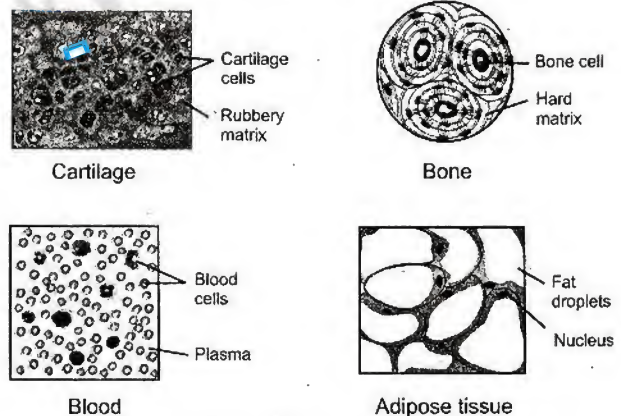 Cartilage
cells
Rubbery
matrix
Cartilage
Bone cell
Hard
matrix
Bone
Blood
cells
Plasma
Blood
Fat
droplets
Nucleus
Adipose tissue